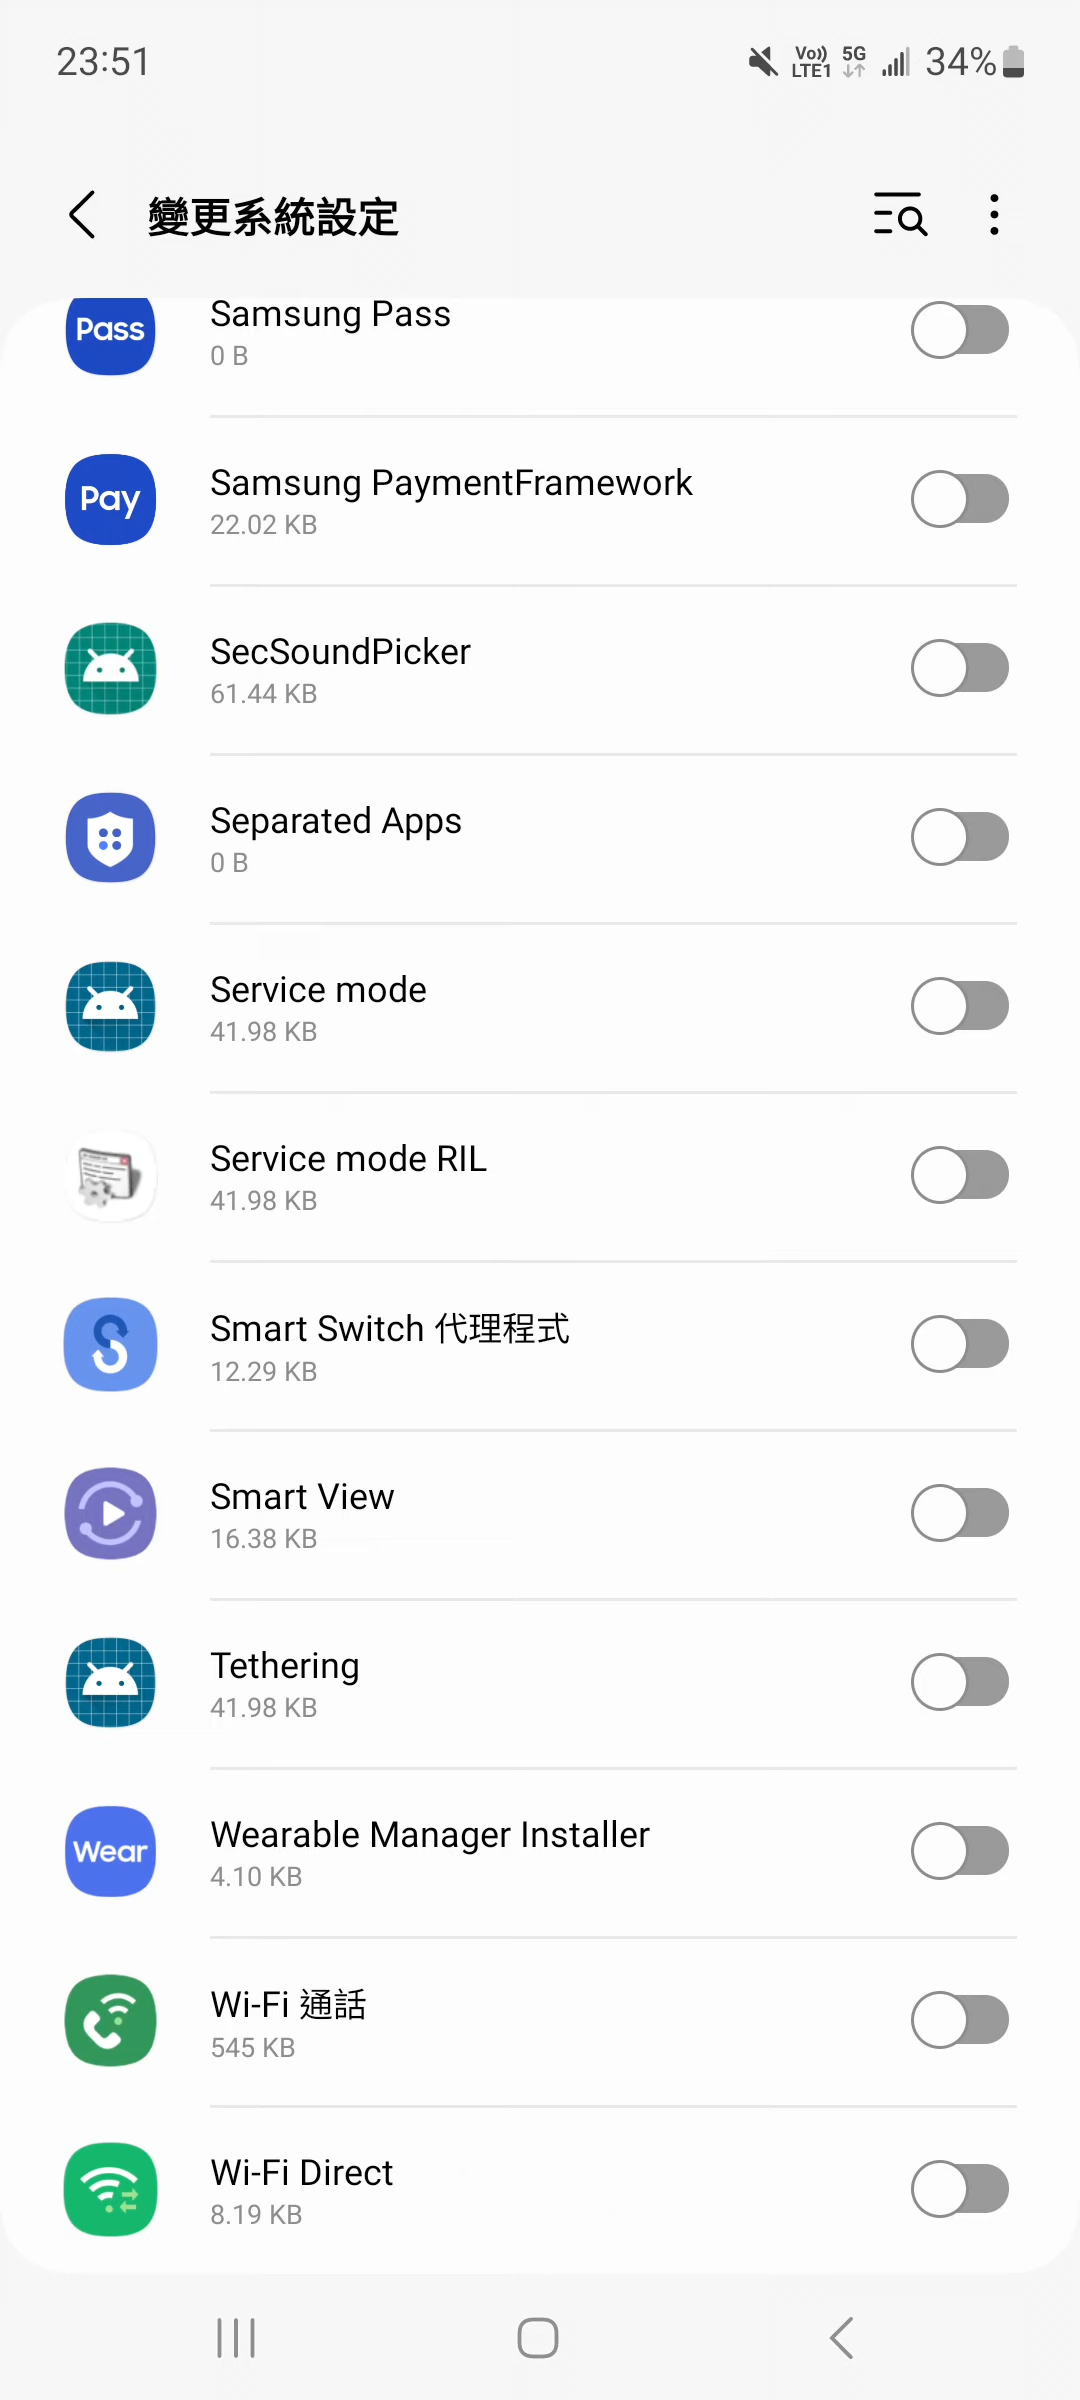 23:51 Vo)) LTE1 5G 34%
變更系統設定
Pass Samsung Pass
0 B
Pay Samsung PaymentFramework
22.02 KB
SecSoundPicker
61.44 KB
Separated Apps
0 B
Service mode
41.98 KB
Service mode RIL
41.98 KB
Smart Switch 代理程式
12.29 KB
Smart View
16.38 KB
Tethering
41.98 KB
Wear Wearable Manager Installer
4.10 KB
Wi-Fi 通話
545 KB
Wi-Fi Direct
8.19 KB